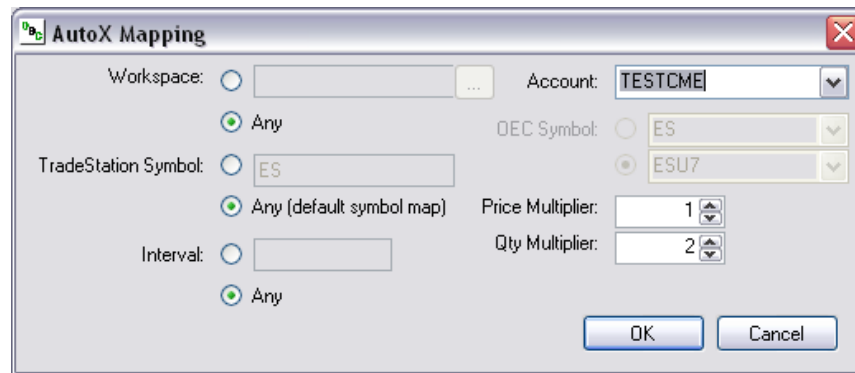 AutoX Mapping
Workspace: ... Account: TESTCME
Any OEC Symbol: ES
TradeStation Symbol: ES ESU7
Any (default symbol map) Price Multiplier: 1
Interval: Qty Multiplier: 2
Any
OK Cancel